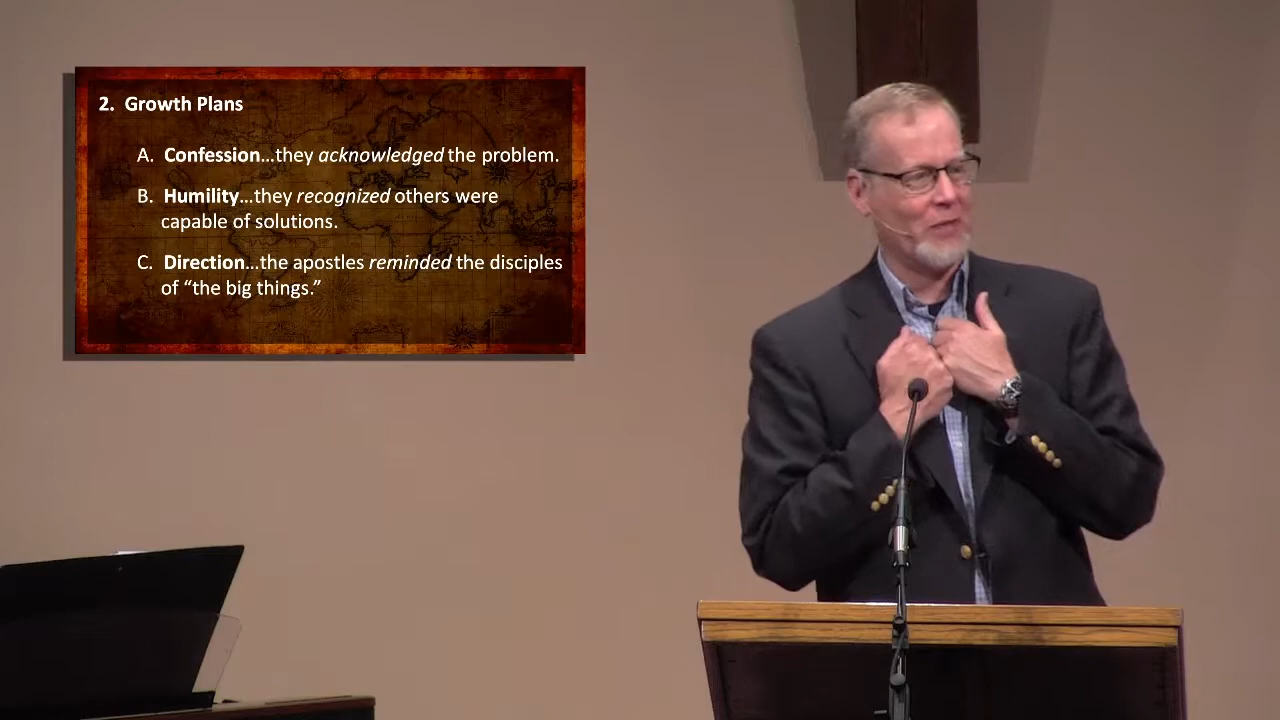 2. Growth Plans
A. Confession…they acknowledged the problem.
B. Humility…they recognized others were
capable of solutions.
C. Direction…the apostles reminded the disciples
of “the big things.”